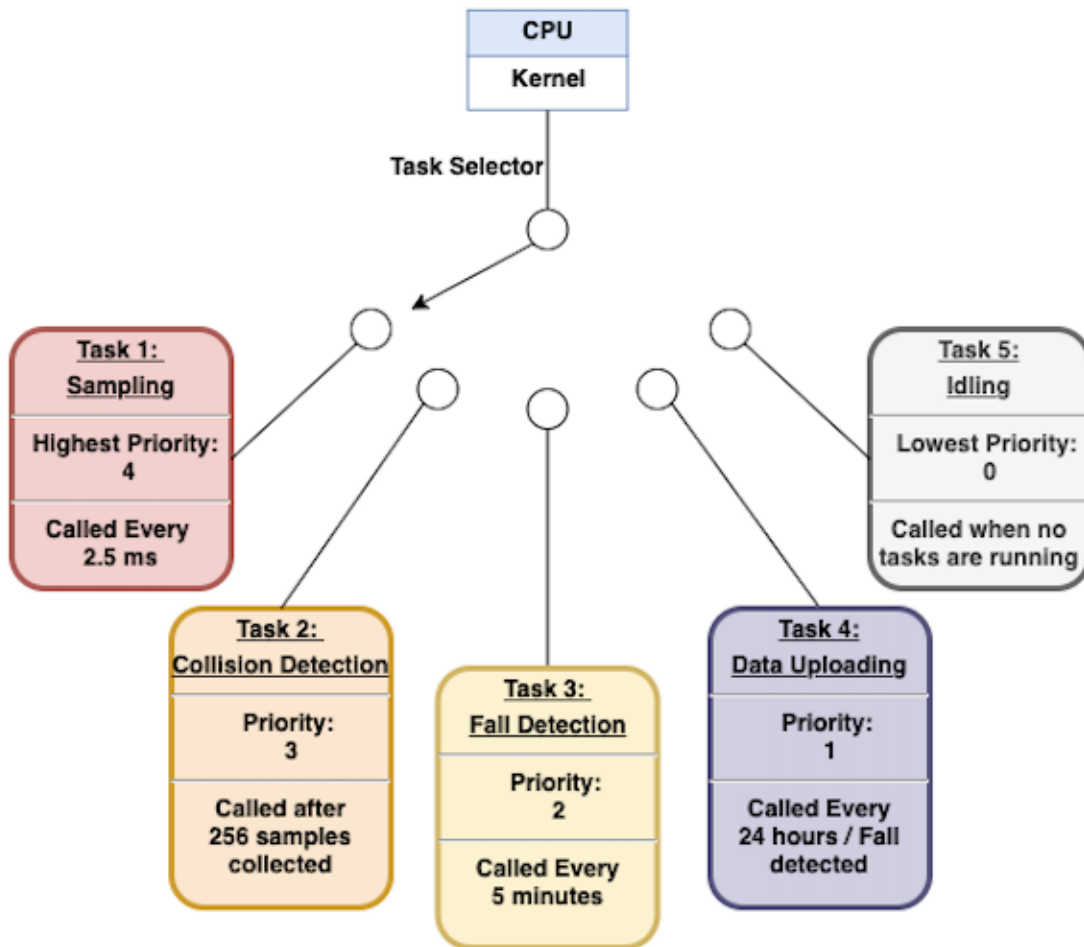 CPU
Kernel
Task Selector
Task 1:
Sampling
Highest Priority:
4
Called Every
2.5 ms
Task 2:
Collision Detection
Priority:
3
Called after
256 samples
collected
Task 3:
Fall Detection
Priority:
2
Called Every
5 minutes
Task 4:
Data Uploading
Priority:
1
Called Every
24 hours / Fall
detected
Task 5:
Idling
Lowest Priority:
0
Called when no
tasks are running